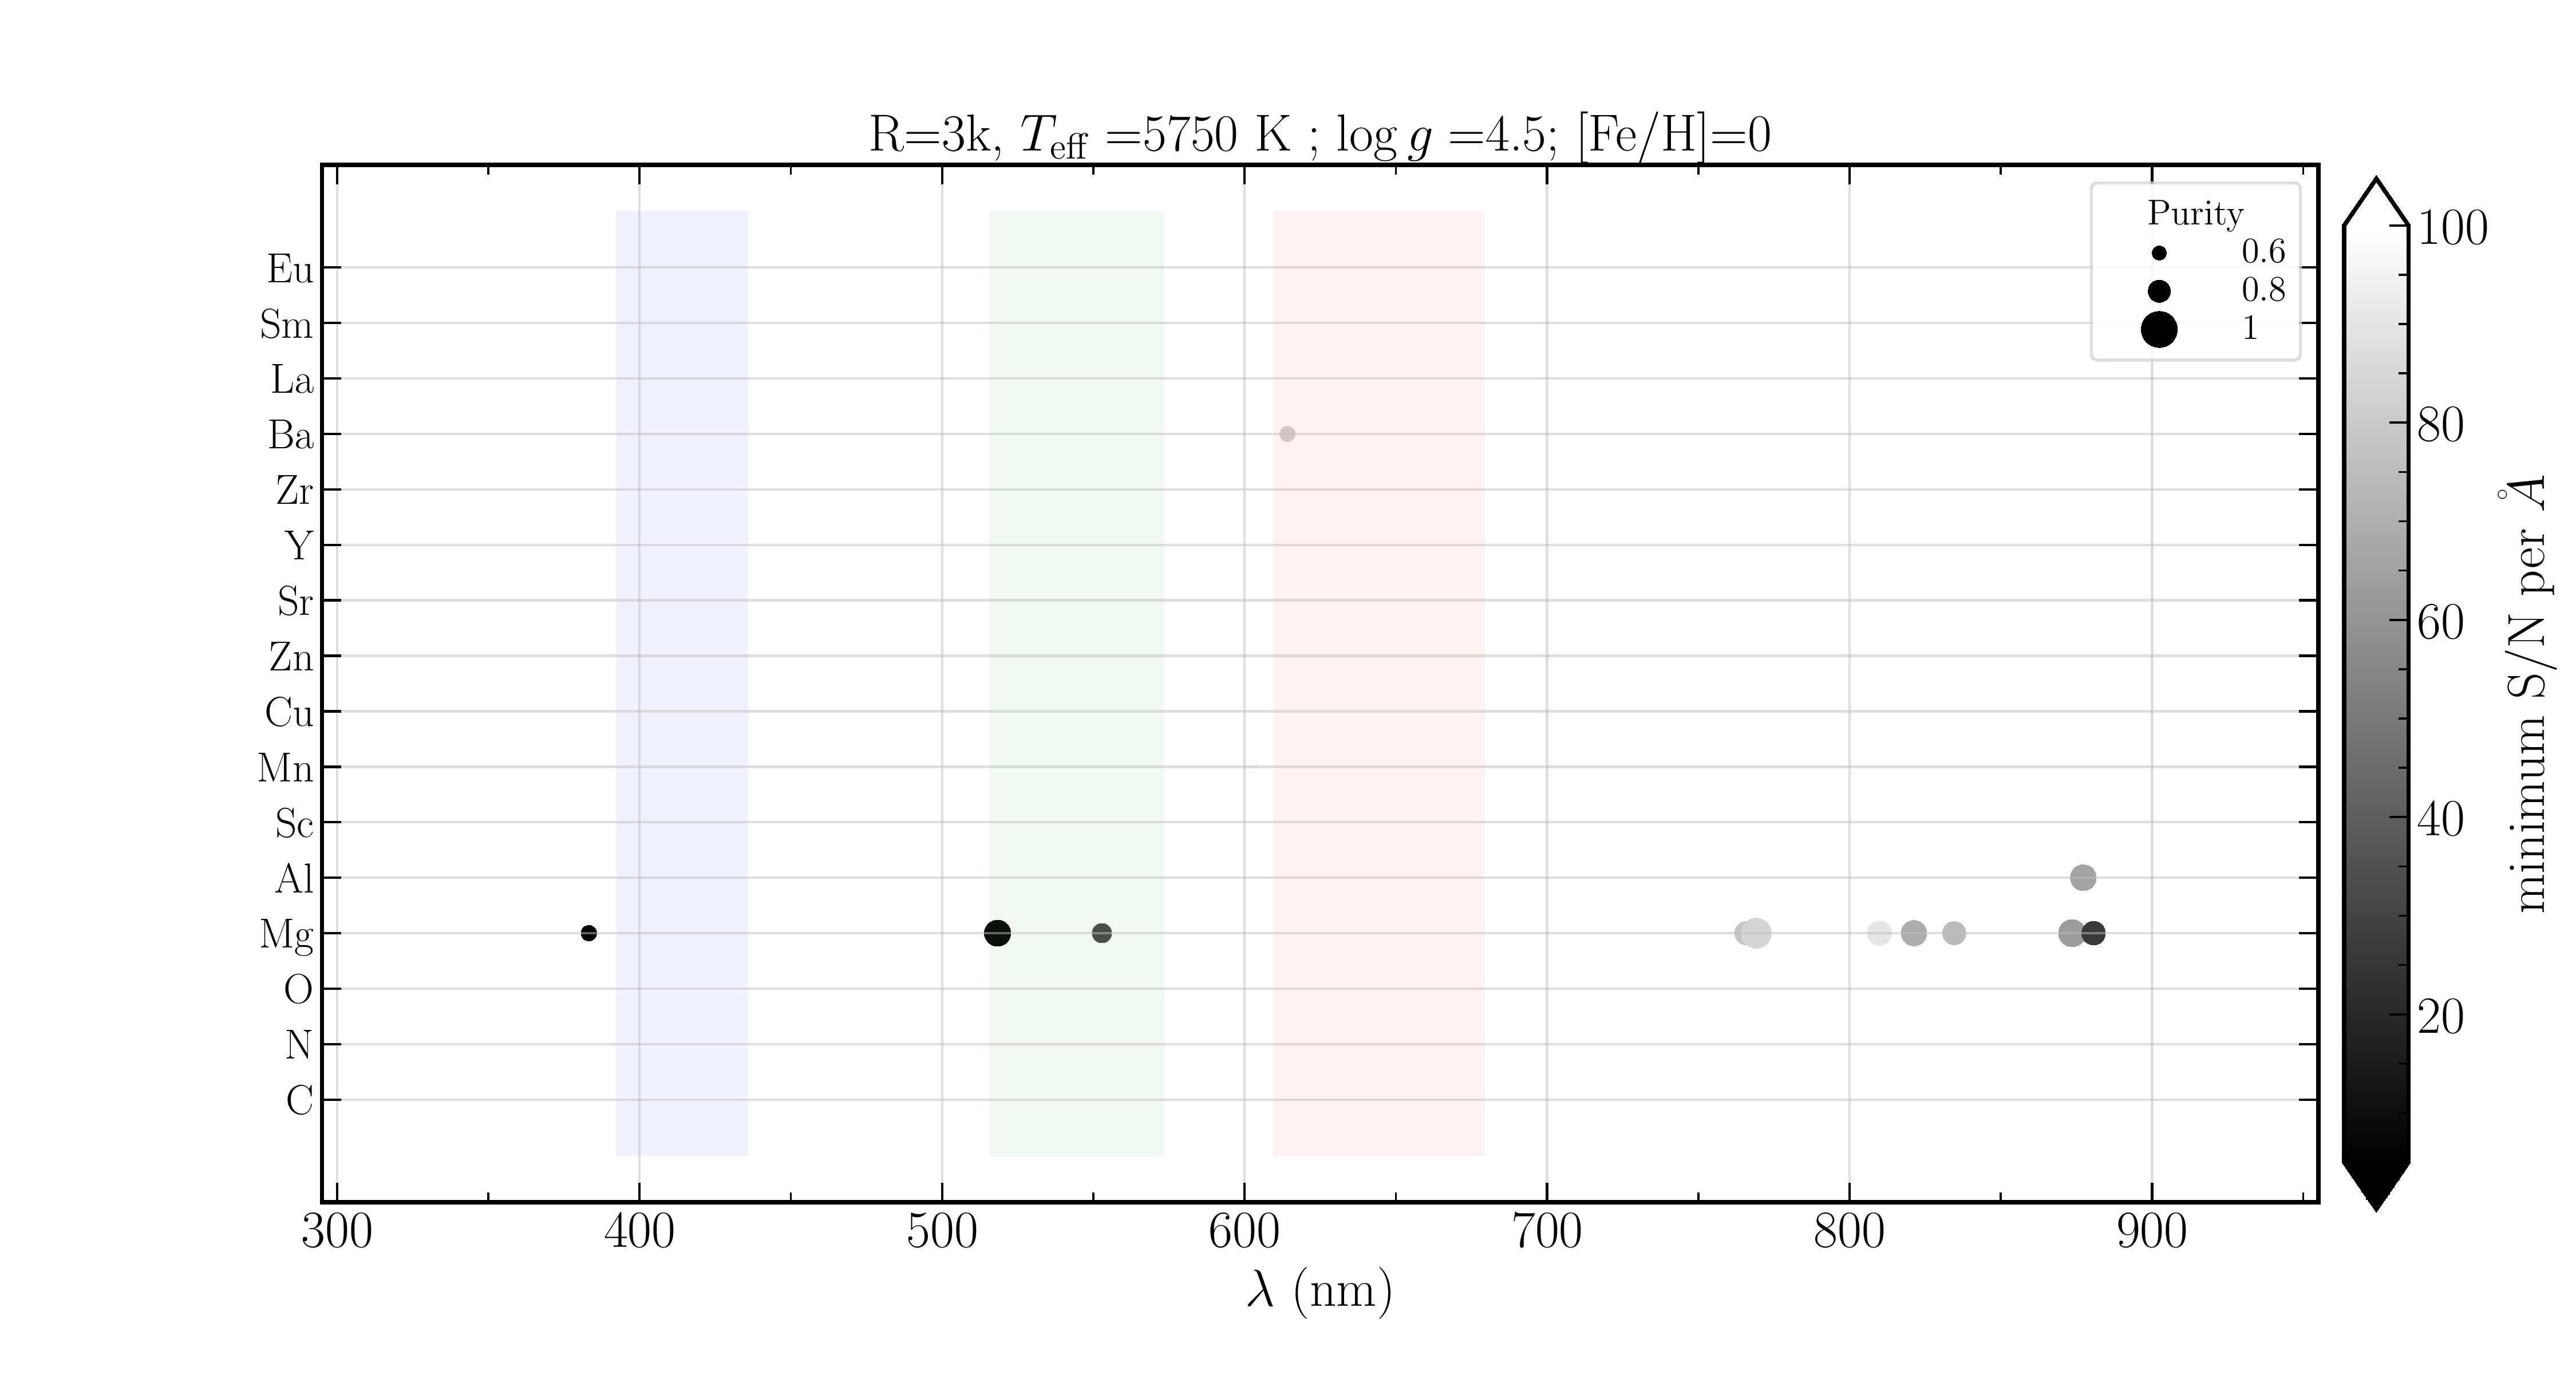 R=3k, T_eff =5750 K ; log g =4.5; [Fe/H]=0
Purity
0.6
0.8
1
Eu
Sm
La
Ba
Zr
Y
Sr
Zn
Cu
Mn
Sc
Al
Mg
O
N
C
300 400 500 600 700 800 900
λ (nm)
100
80
60
40
20
minimum S/N per Å